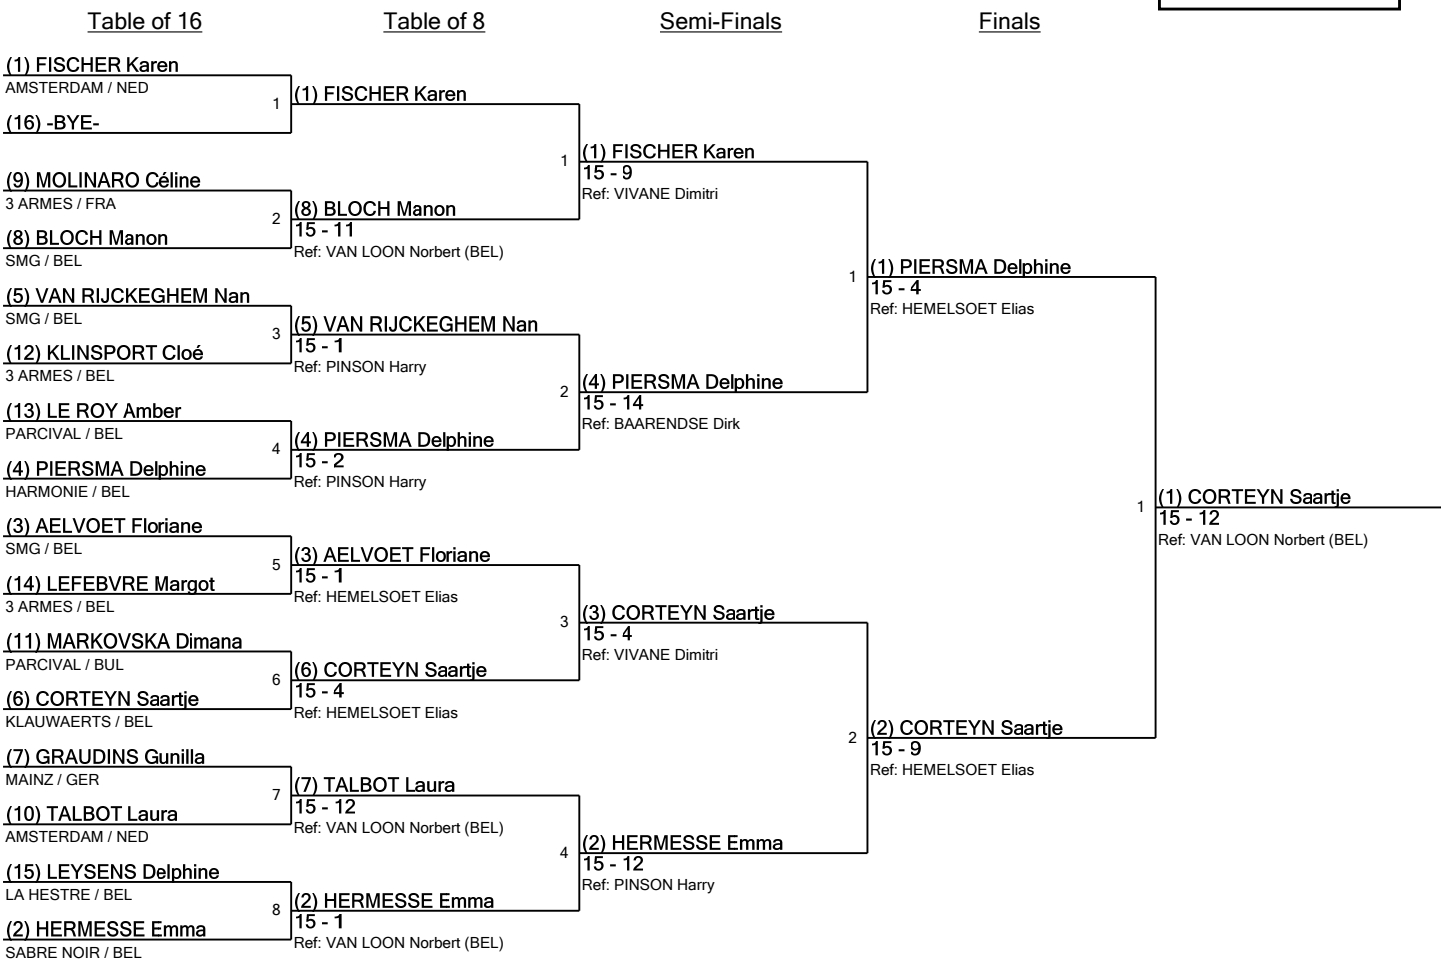 Table of 16
Table of 8
Semi-Finals
Finals
(1) FISCHER Karen
AMSTERDAM / NED
1
(16) -BYE-
(9) MOLINARO Céline
3 ARMES / FRA
2
(8) BLOCH Manon
SMG / BEL
(5) VAN RIJCKEGHEM Nan
SMG / BEL
3
(12) KLINSPORT Cloé
3 ARMES / BEL
(13) LE ROY Amber
PARCIVAL / BEL
4
(4) PIERSMA Delphine
HARMONIE / BEL
(3) AELVOET Floriane
SMG / BEL
5
(14) LEFEBVRE Margot
3 ARMES / BEL
(11) MARKOVSKA Dimana
PARCIVAL / BUL
6
(6) CORTEYN Saartje
KLAUWAERTS / BEL
(7) GRAUDINS Gunilla
MAINZ / GER
7
(10) TALBOT Laura
AMSTERDAM / NED
(15) LEYSENS Delphine
LA HESTRE / BEL
8
(2) HERMESSE Emma
SABRE NOIR / BEL
(1) FISCHER Karen
1
(8) BLOCH Manon
15 - 11
Ref: VAN LOON Norbert (BEL)
(5) VAN RIJCKEGHEM Nan
15 - 1
Ref: PINSON Harry
2
(4) PIERSMA Delphine
15 - 2
Ref: PINSON Harry
(3) AELVOET Floriane
15 - 1
Ref: HEMELSOET Elias
3
(6) CORTEYN Saartje
15 - 4
Ref: HEMELSOET Elias
(7) TALBOT Laura
15 - 12
Ref: VAN LOON Norbert (BEL)
4
(2) HERMESSE Emma
15 - 1
Ref: VAN LOON Norbert (BEL)
(1) FISCHER Karen
15 - 9
Ref: VIVANE Dimitri
1
(4) PIERSMA Delphine
15 - 14
Ref: BAARENDSE Dirk
(3) CORTEYN Saartje
15 - 4
Ref: VIVANE Dimitri
2
(2) HERMESSE Emma
15 - 12
Ref: PINSON Harry
(1) PIERSMA Delphine
15 - 4
Ref: HEMELSOET Elias
1
(2) CORTEYN Saartje
15 - 9
Ref: HEMELSOET Elias
(1) CORTEYN Saartje
15 - 12
Ref: VAN LOON Norbert (BEL)